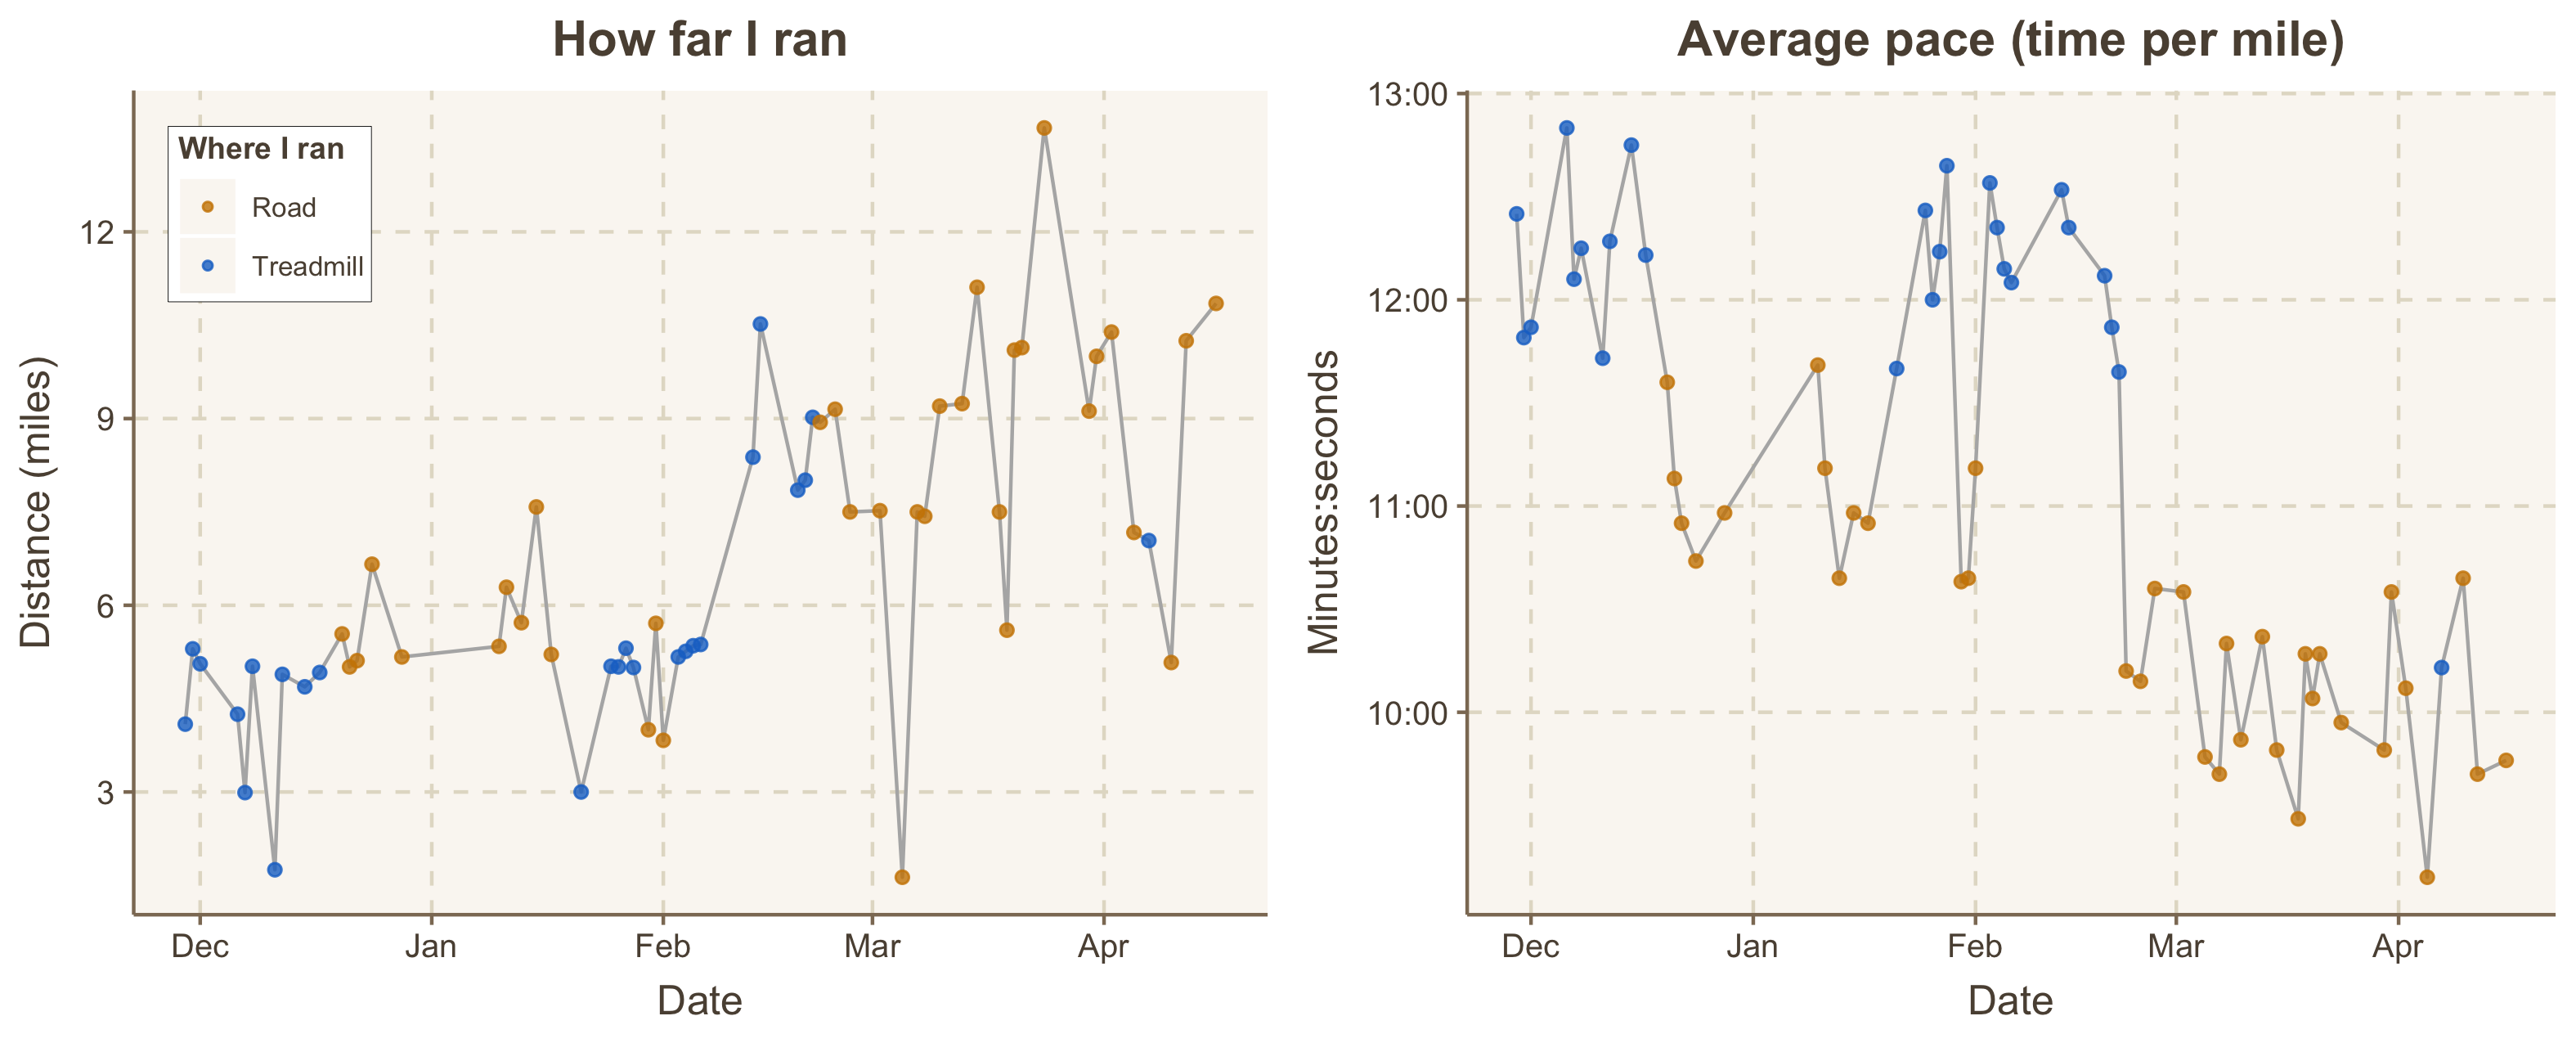 How far I ran
Distance (miles)
12
9
6
3
Where I ran
Road
Treadmill
Dec Jan Feb Mar Apr
Date
Average pace (time per mile)
Minutes:seconds
13:00
12:00
11:00
10:00
Dec Jan Feb Mar Apr
Date